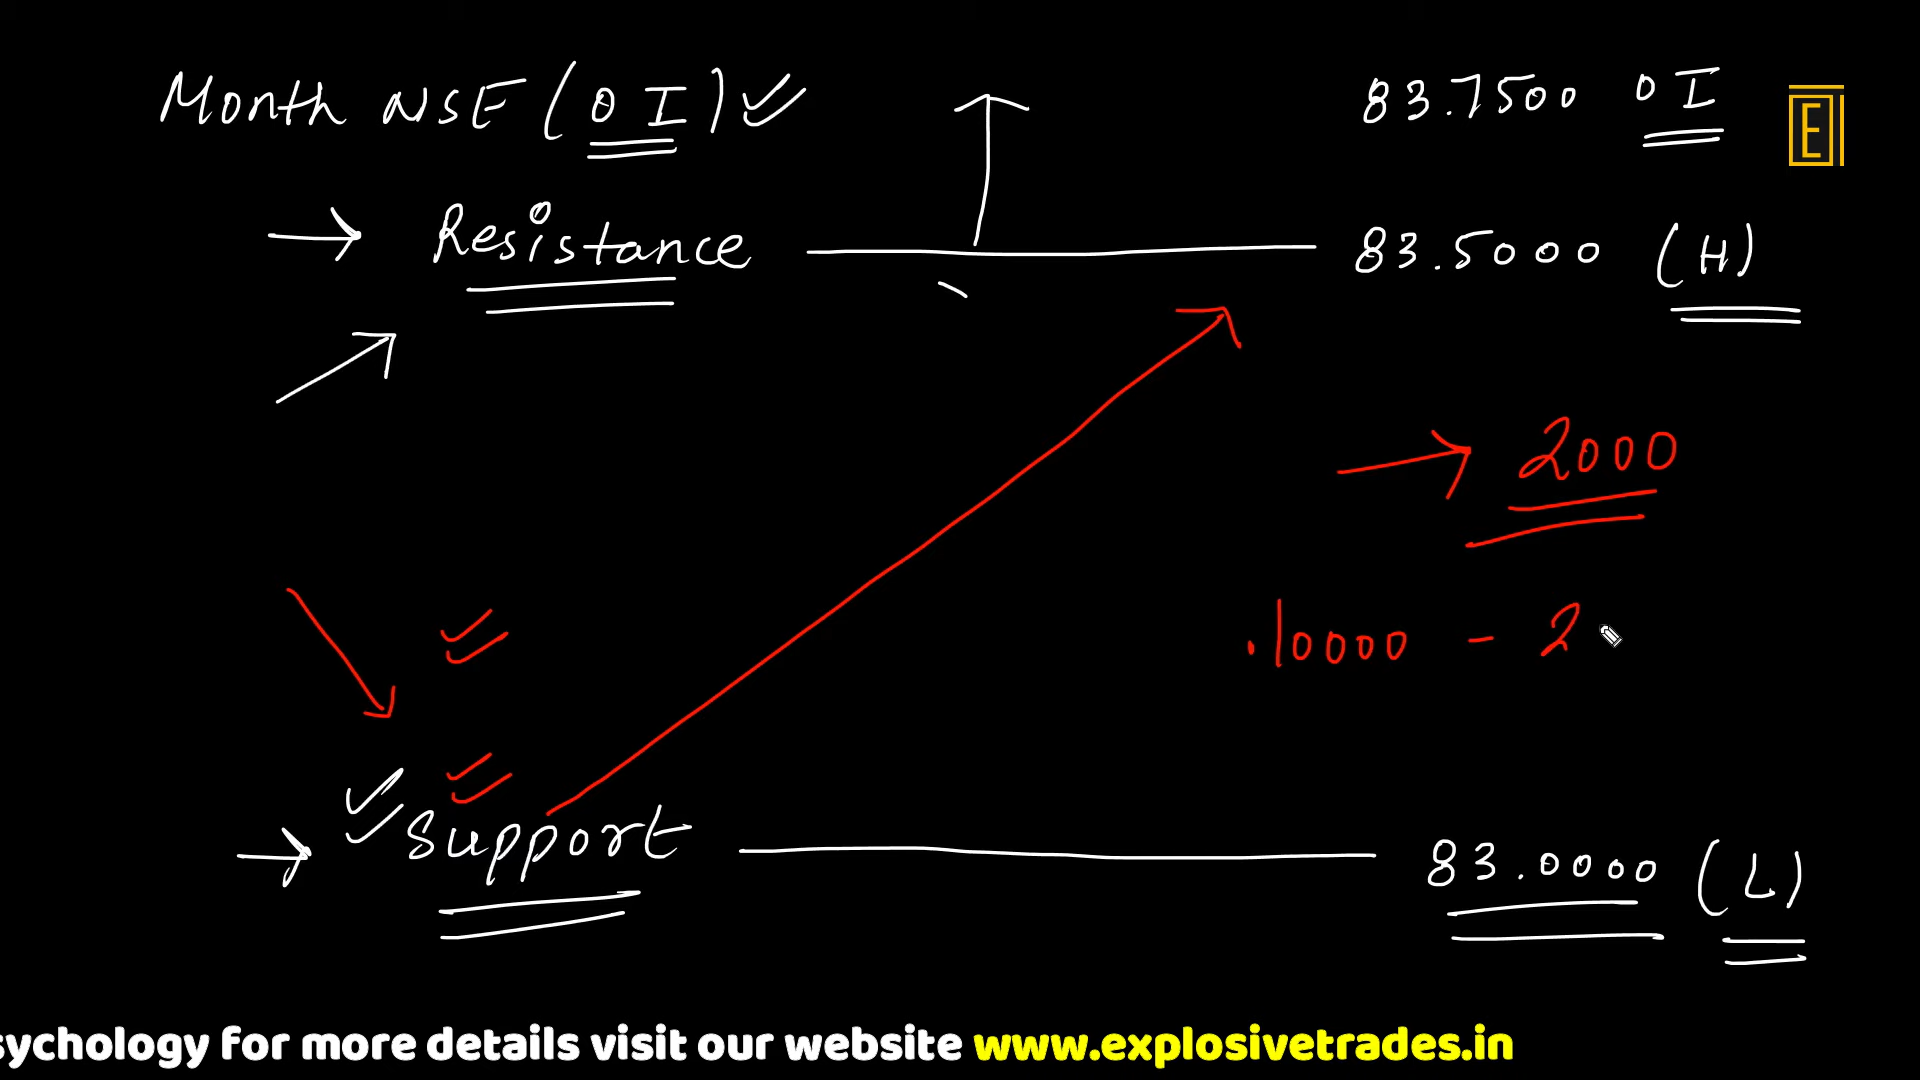 Month NSE (OI)
83.7500 OI
E
Resistance
83.5000 (H)
2000
.10000 - 2
Support
83.0000 (L)
sychology for more details visit our website www.explosivetrades.in